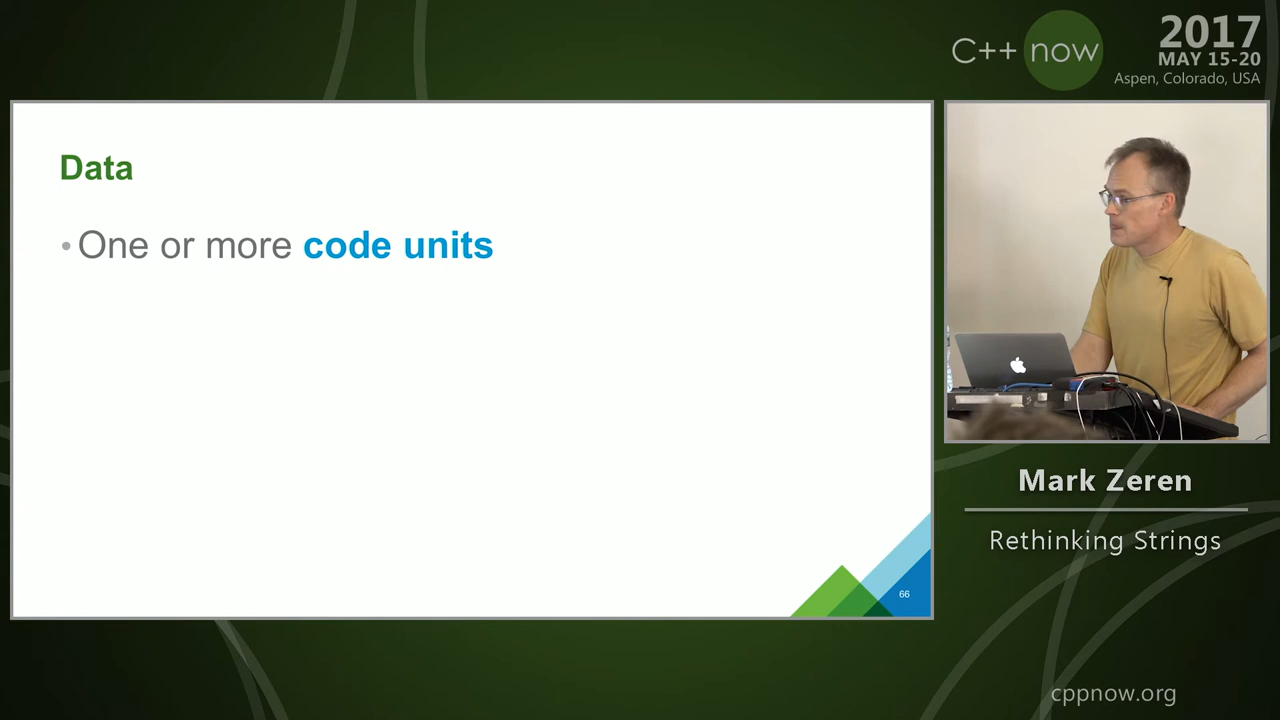 C++ now
2017
MAY 15-20
Aspen, Colorado, USA
Data
•One or more code units
66
Mark Zeren
Rethinking Strings
cppnow.org